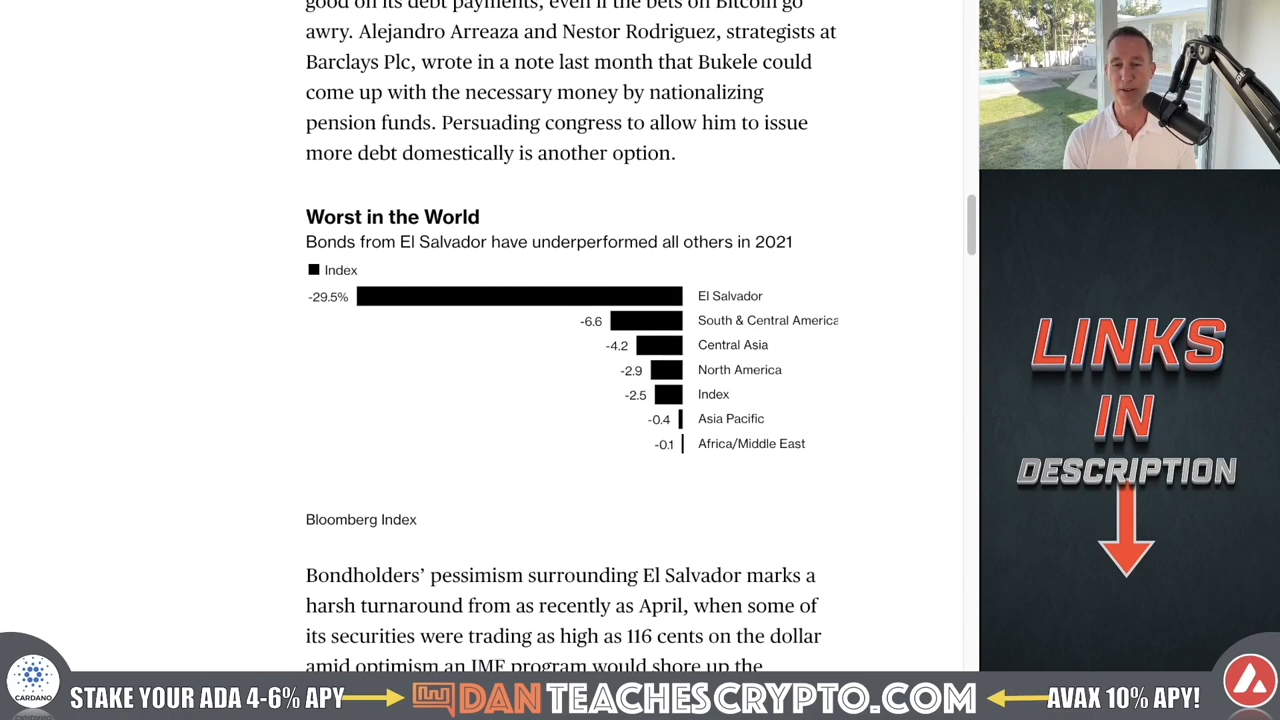 good on its debt payments, even if the bets on Bitcoin go
awry. Alejandro Arreaza and Nestor Rodriguez, strategists at
Barclays Plc, wrote in a note last month that Bukele could
come up with the necessary money by nationalizing
pension funds. Persuading congress to allow him to issue
more debt domestically is another option.
Worst in the World
Bonds from El Salvador have underperformed all others in 2021
Index
-29.5% El Salvador
-6.6 South & Central America
-4.2 Central Asia
-2.9 North America
-2.5 Index
-0.4 Asia Pacific
-0.1 Africa/Middle East
Bloomberg Index
Bondholders’ pessimism surrounding El Salvador marks a
harsh turnaround from as recently as April, when some of
its securities were trading as high as 116 cents on the dollar
amid optimism an IMF program would shore up the
LINKS
IN
DESCRIPTION
CARDANO
STAKE YOUR ADA 4-6% APY
DANTEACHESCRYPTO.COM
AVAX 10% APY!